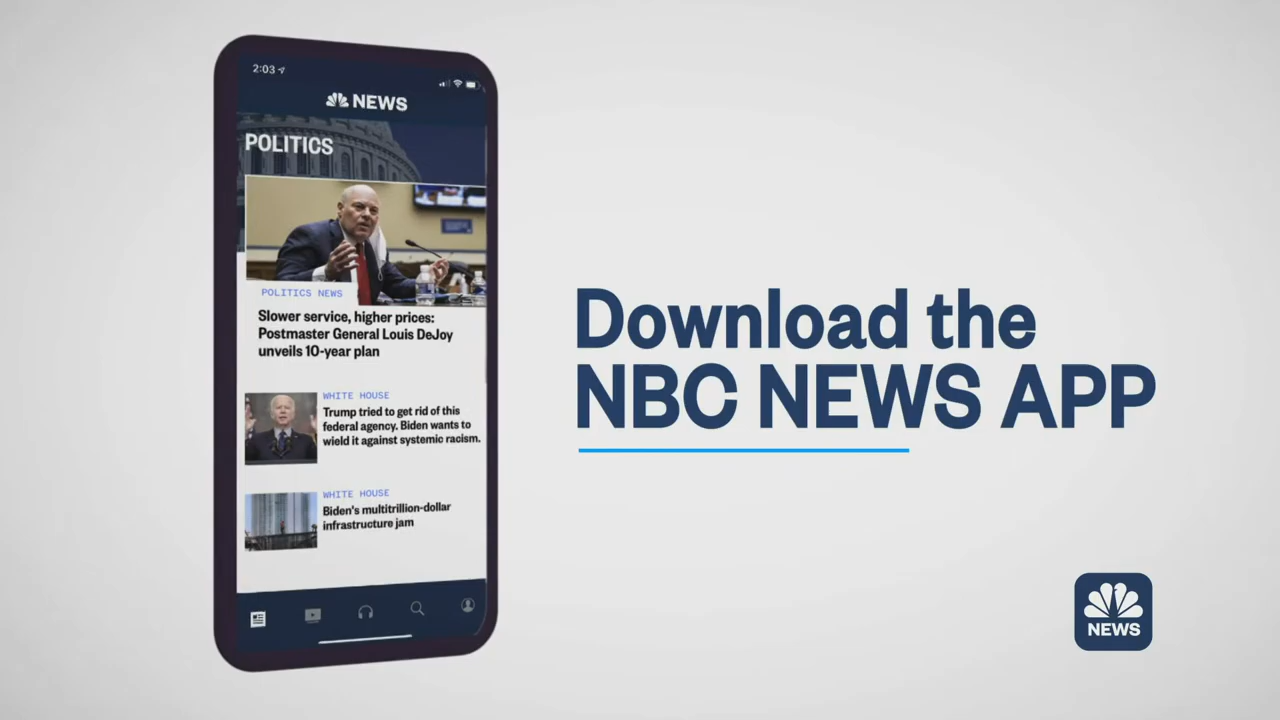 2:03
NEWS
POLITICS
POLITICS NEWS
Slower service, higher prices:
Postmaster General Louis DeJoy
unveils 10-year plan
WHITE HOUSE
Trump tried to get rid of this
federal agency. Biden wants to
wield it against systemic racism.
WHITE HOUSE
Biden's multitrillion-dollar
infrastructure jam
Download the
NBC NEWS APP
NEWS